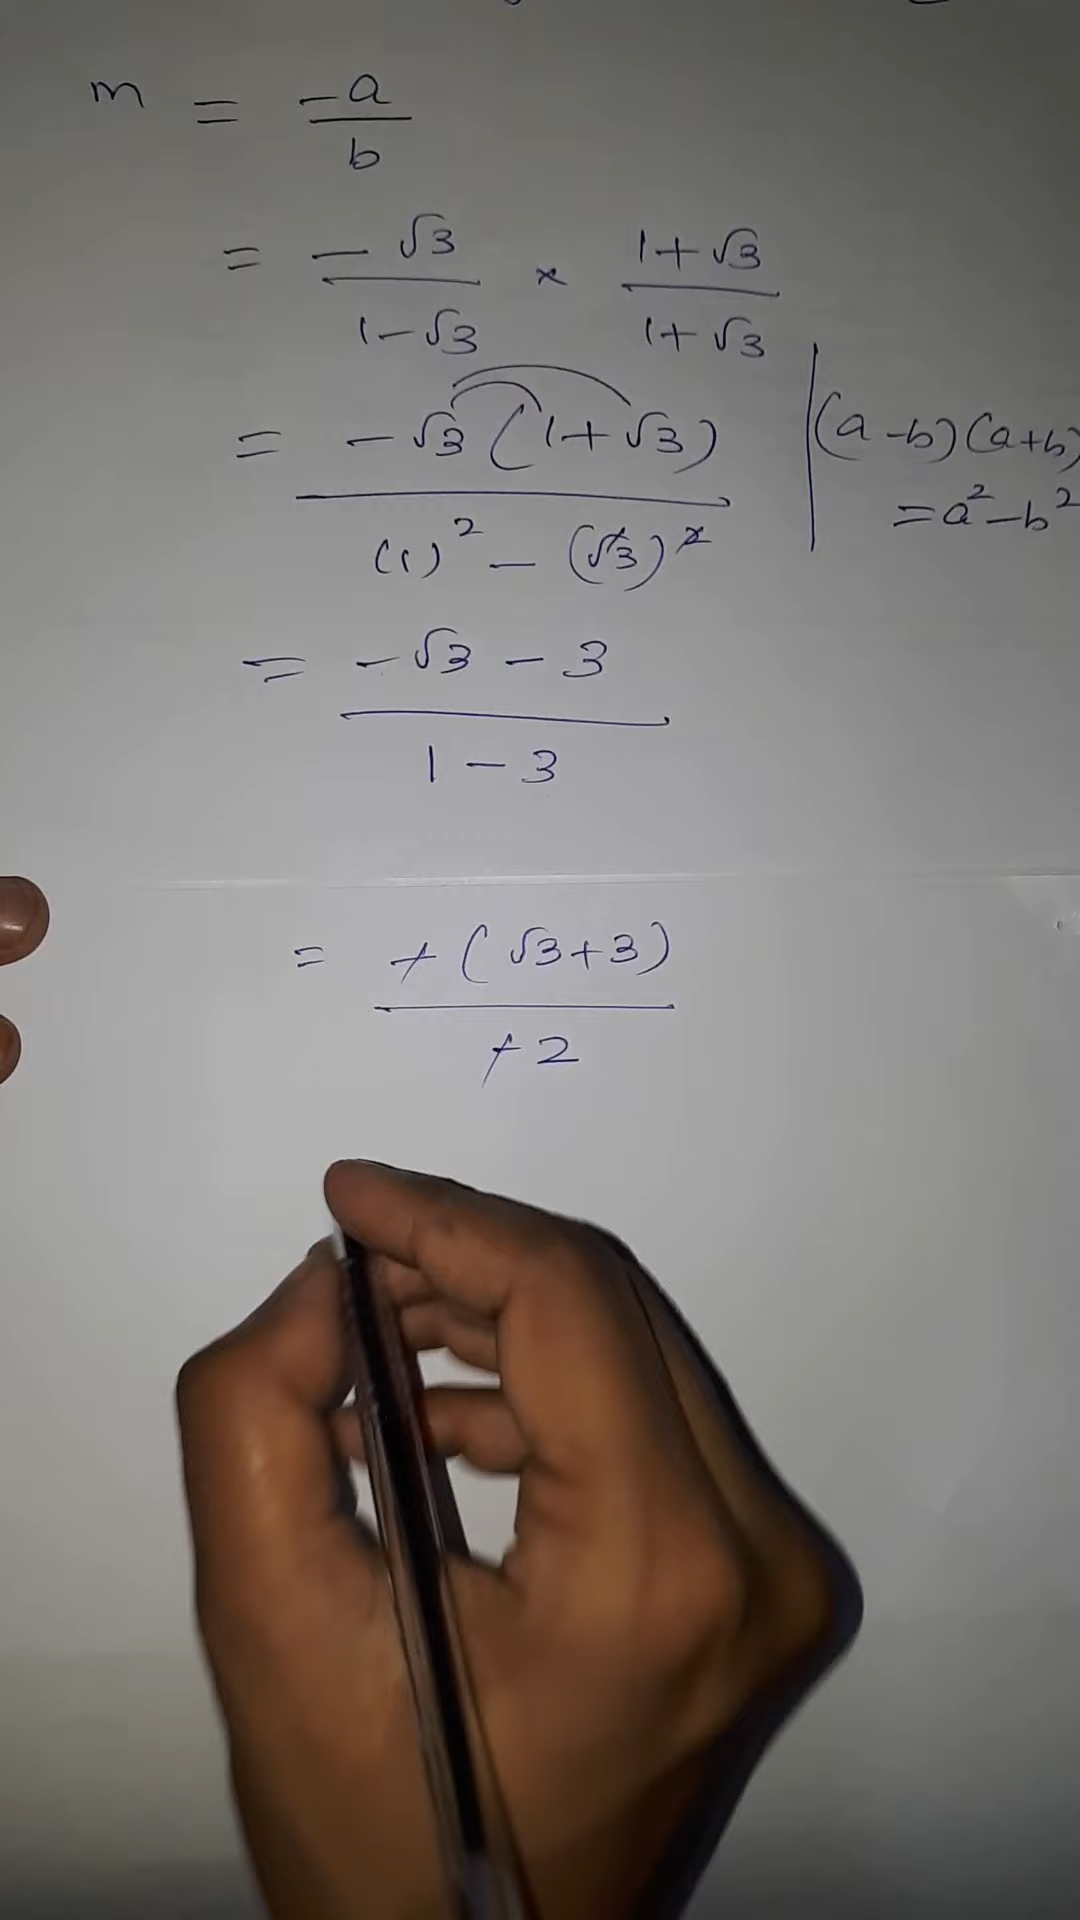 m = -a/b
= -√3/1-√3 × 1+√3/1+√3
= -√3(1+√3)/(1)² - (√3)²
(a-b)(a+b)
=a²-b²
= -√3 - 3/1 - 3
= -(√3+3)/-2